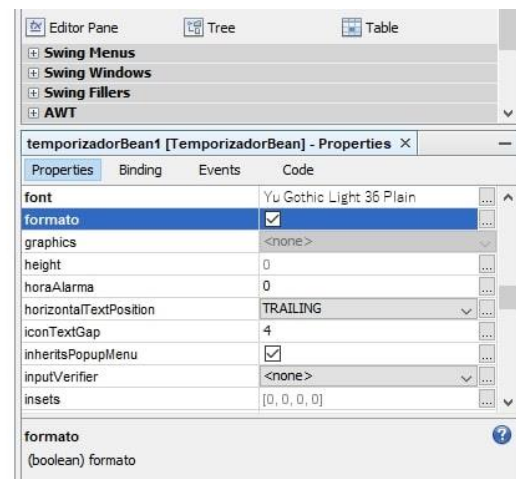 Editor Pane Tree Table
Swing Menus
Swing Windows
Swing Fillers
AWT
temporizadorBean1 [TemporizadorBean] - Properties ×
Properties Binding Events Code
font Yu Gothic Light 36 Plain ...
formato ...
graphics <none>
height 0 ...
horaAlarma 0 ...
horizontalTextPosition TRAILING ...
iconTextGap 4 ...
inheritsPopupMenu ...
inputVerifier <none> ...
insets [0, 0, 0, 0] ...
formato
(boolean) formato